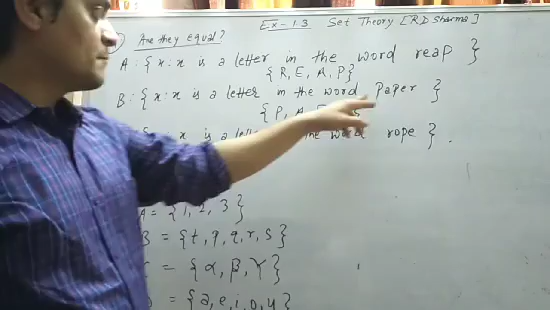 Ex-1.3 Set Theory [RD Sharma]
Are they equal?
A: {x: x is a letter in the word reap }
{R, E, A, P}
B: {x: x is a letter in the word Paper }
{P, A, E,
x is a the word rope }.
A = {1, 2, 3}
B = {t, p, q, r, s}
= {α, β, γ}
= {a, e, i, o, u}